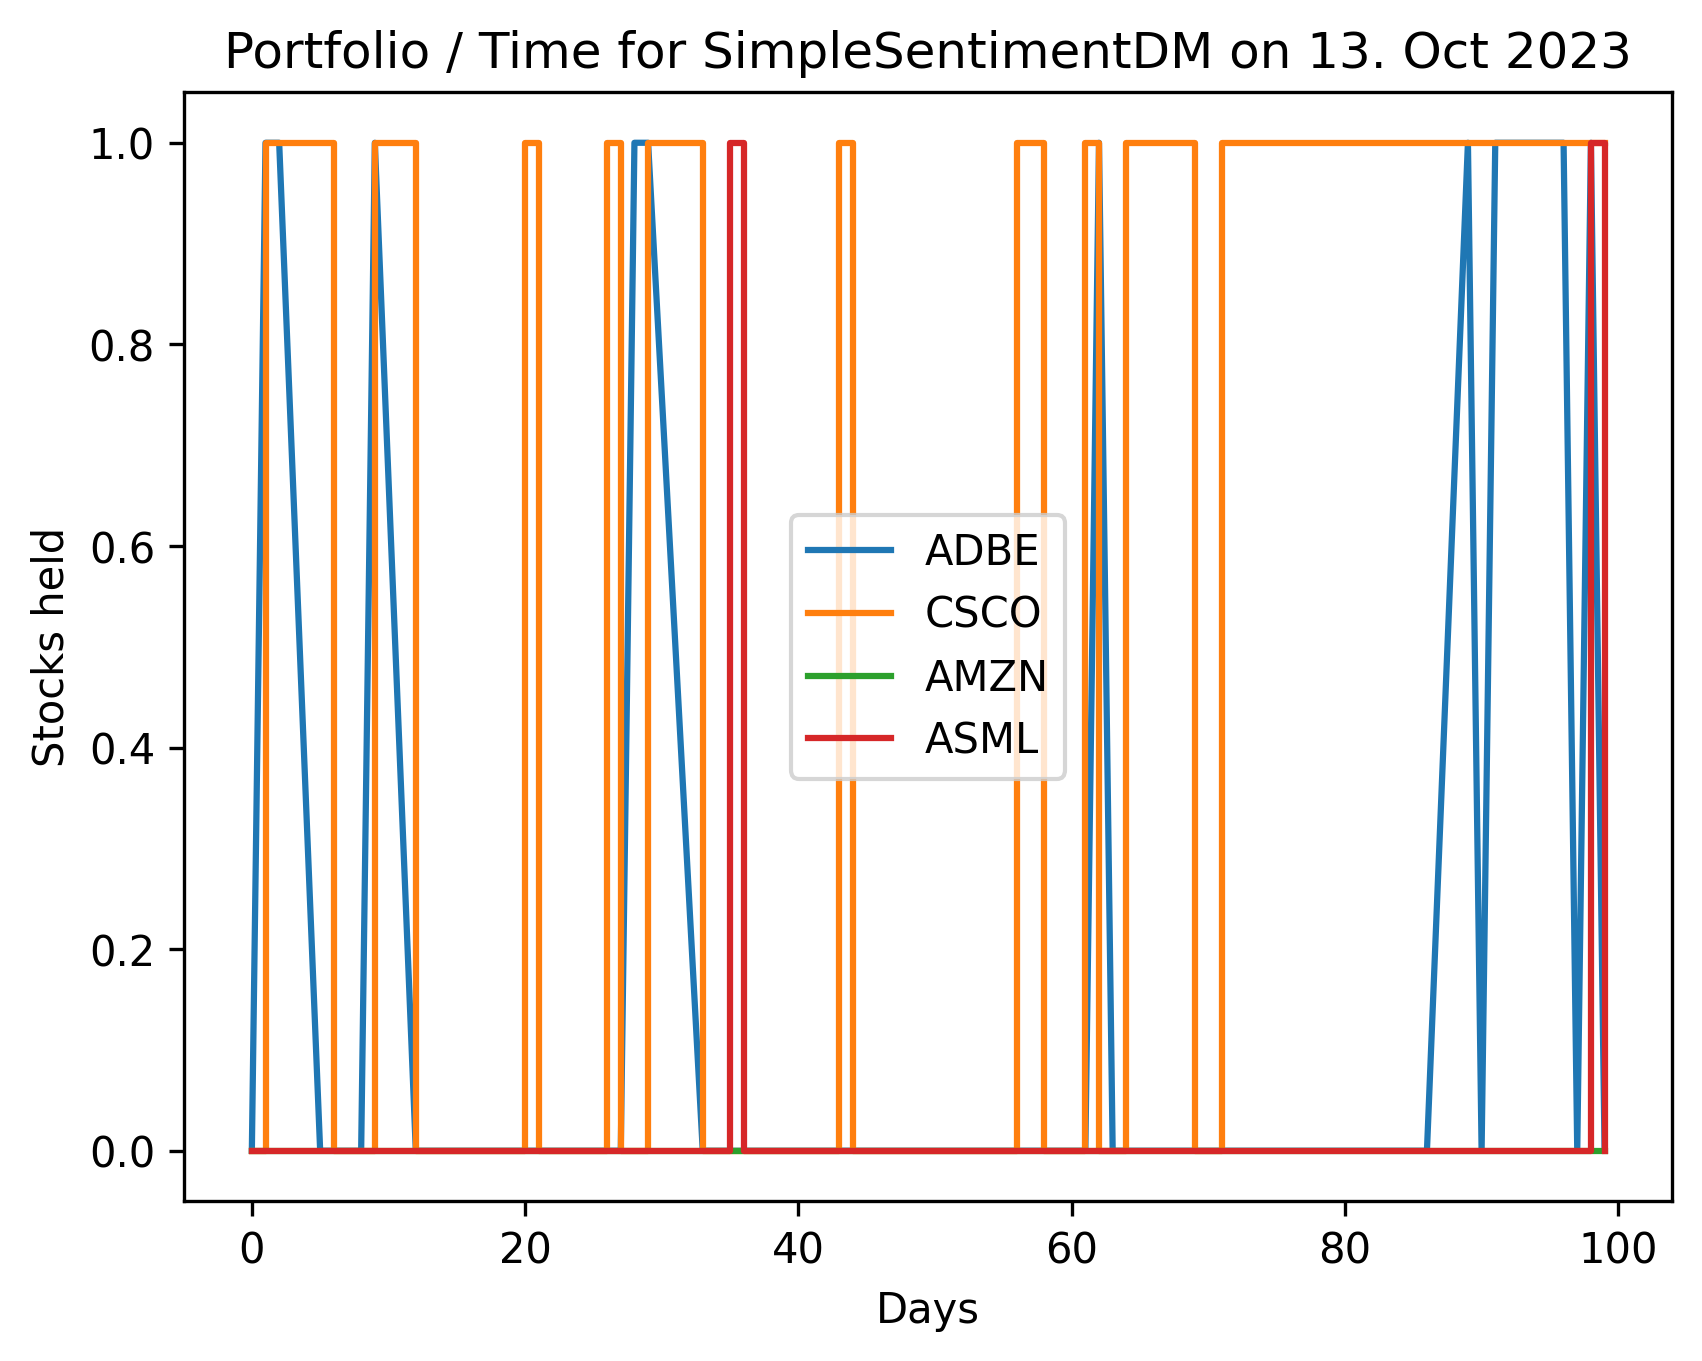 Portfolio / Time for SimpleSentimentDM on 13. Oct 2023
1.0
0.8
0.6
0.4
0.2
0.0
Stocks held
ADBE
CSCO
AMZN
ASML
0 20 40 60 80 100
Days